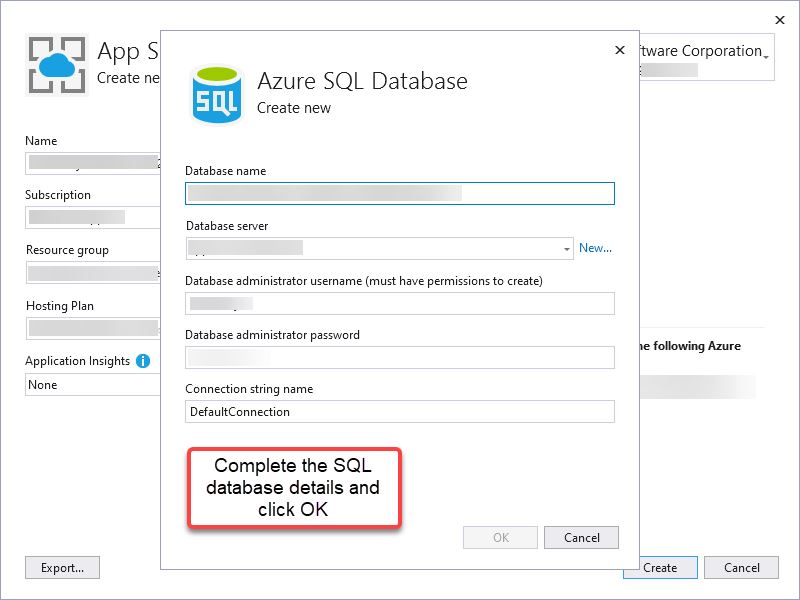 App S
Create ne
ftware Corporation
Name
Subscription
Resource group
Hosting Plan
Application Insights
None
ne following Azure
Export...
Create
Cancel
SQL
Azure SQL Database
Create new
Database name
Database server
New...
Database administrator username (must have permissions to create)
Database administrator password
Connection string name
DefaultConnection
Complete the SQL
database details and
click OK
OK
Cancel